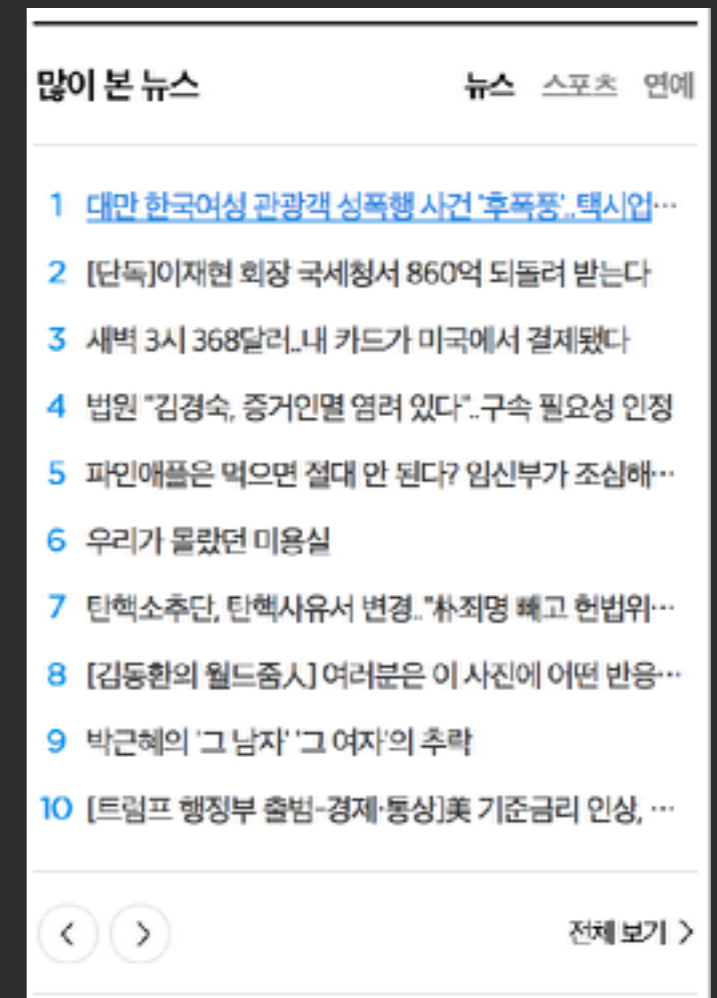 많이 본 뉴스
뉴스 스포츠 연예
1 대만 한국여성 관광객 성폭행 사건 '후폭풍'..택시업…
2 [단독]이재현 회장 국세청서 860억 되돌려 받는다
3 새벽 3시 368달러..내 카드가 미국에서 결제됐다
4 법원 "김경숙, 증거인멸 염려 있다"..구속 필요성 인정
5 파인애플은 먹으면 절대 안 된다? 임신부가 조심해…
6 우리가 몰랐던 미용실
7 탄핵소추단, 탄핵사유서 변경.."朴죄명 빼고 헌법위…
8 [김동환의 월드줌人] 여러분은 이 사진에 어떤 반응…
9 박근혜의 '그 남자' '그 여자'의 추락
10 [트럼프 행정부 출범-경제·통상]美 기준금리 인상, …
전체 보기 >